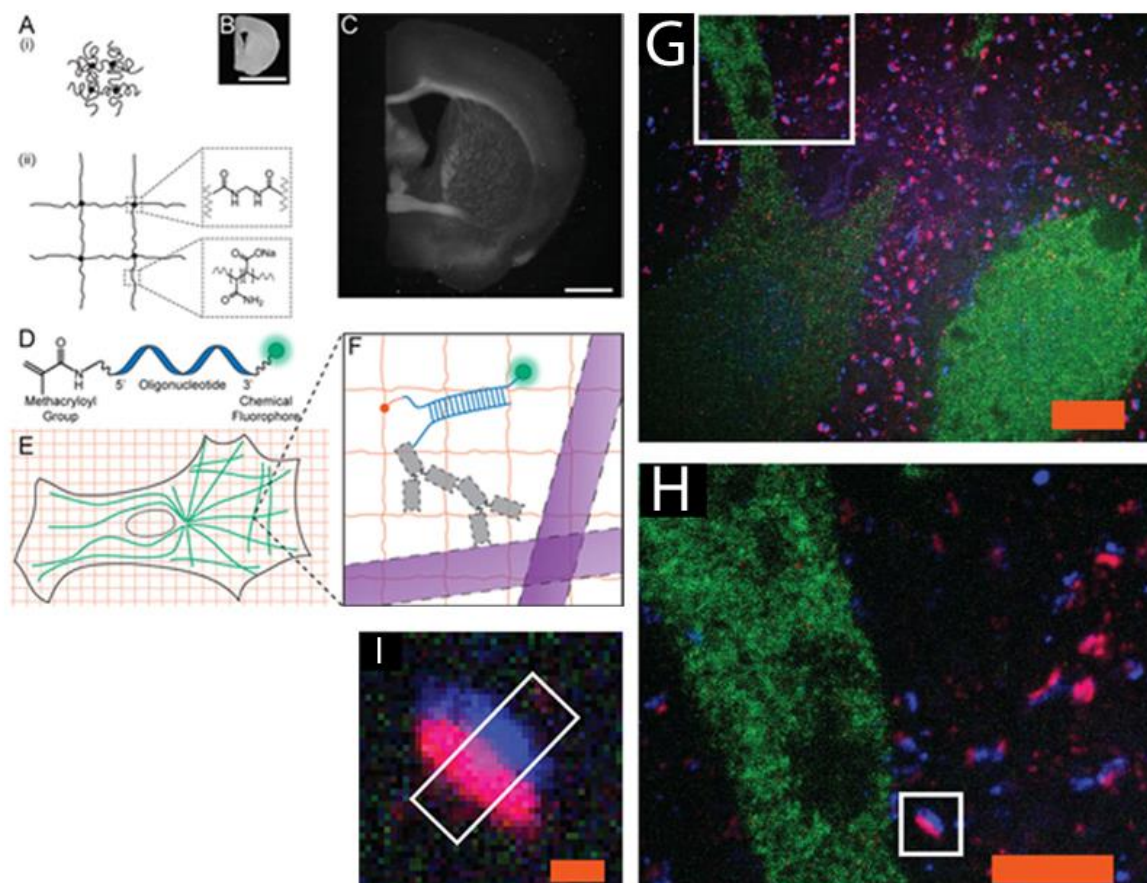 A
(i)
B
C
(ii)
O
O
N
H
N
H
O
ONa
O
NH₂
D
O
N
H
5'
Oligonucleotide
3'
Methacryloyl
Group
Chemical
Fluorophore
E
F
G
H
I